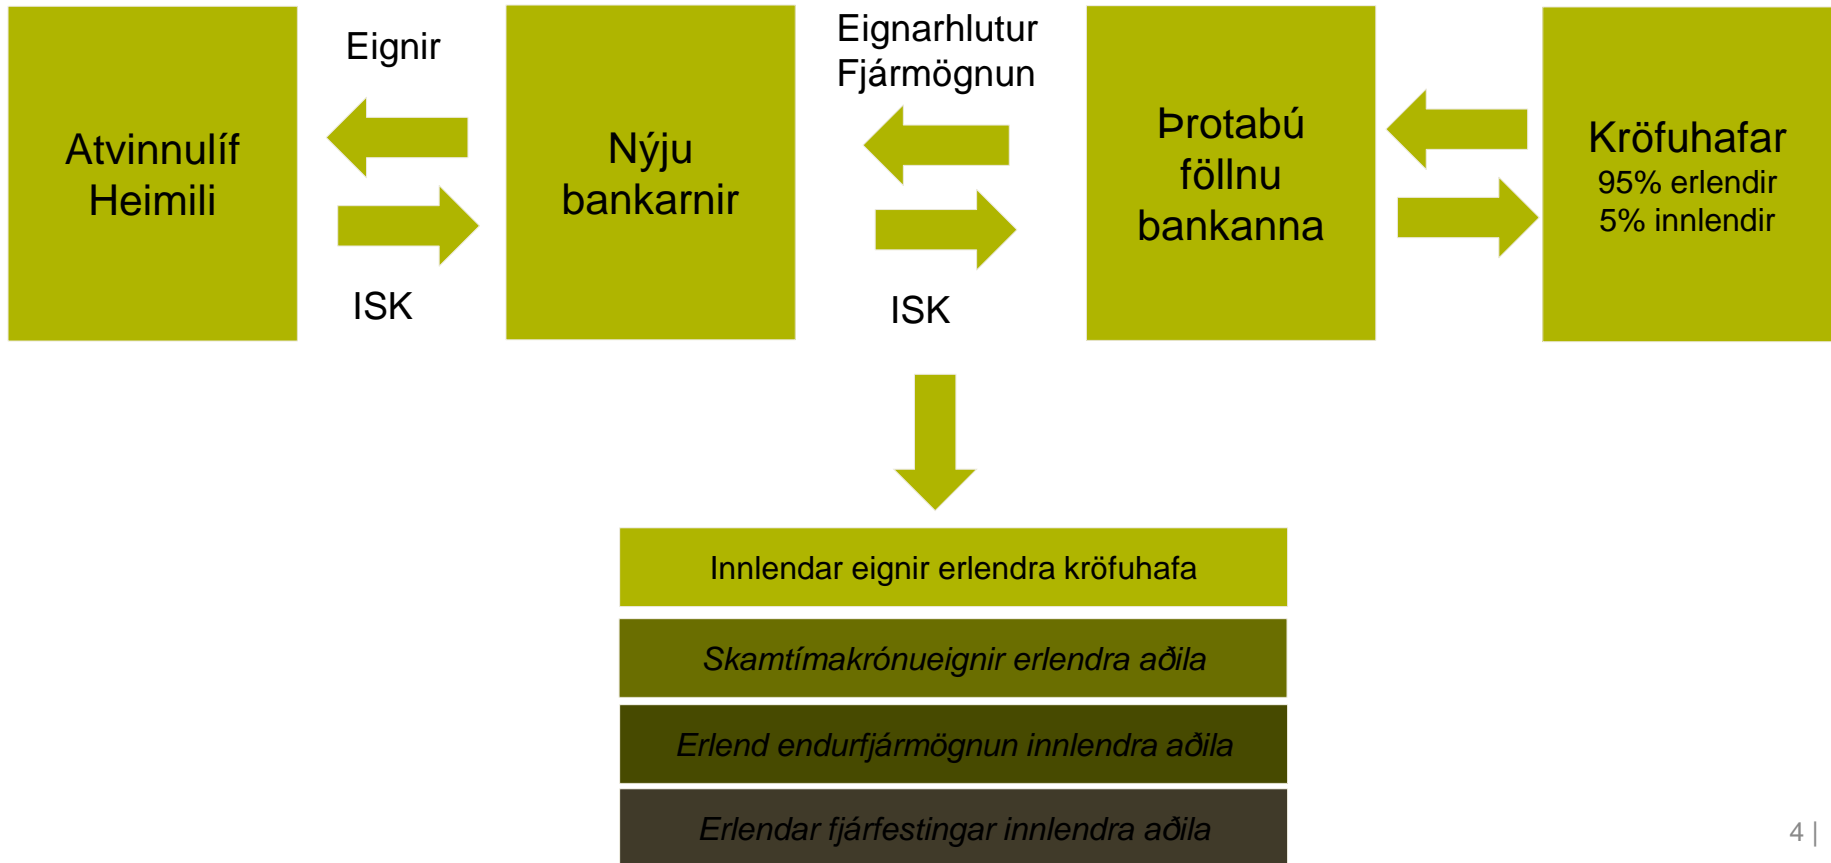 Atvinnulíf
Heimili
Eignir
ISK
Nýju
bankarnir
Eignarhlutur
Fjármögnun
ISK
Þrotabú
föllnu
bankanna
Kröfuhafar
95% erlendir
5% innlendir
Innlendar eignir erlendra kröfuhafa
Skamtímakrónueignir erlendra aðila
Erlend endurfjármögnun innlendra aðila
Erlendar fjárfestingar innlendra aðila
4 |